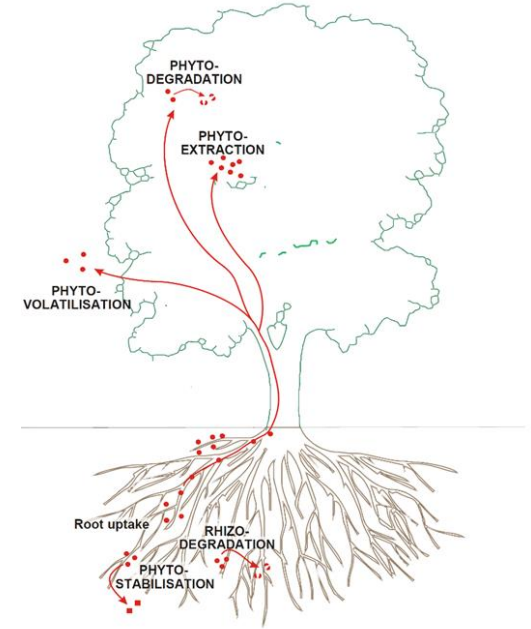 PHYTO-
DEGRADATION
PHYTO-
EXTRACTION
PHYTO-
VOLATILISATION
Root uptake
RHIZO-
DEGRADATION
PHYTO-
STABILISATION